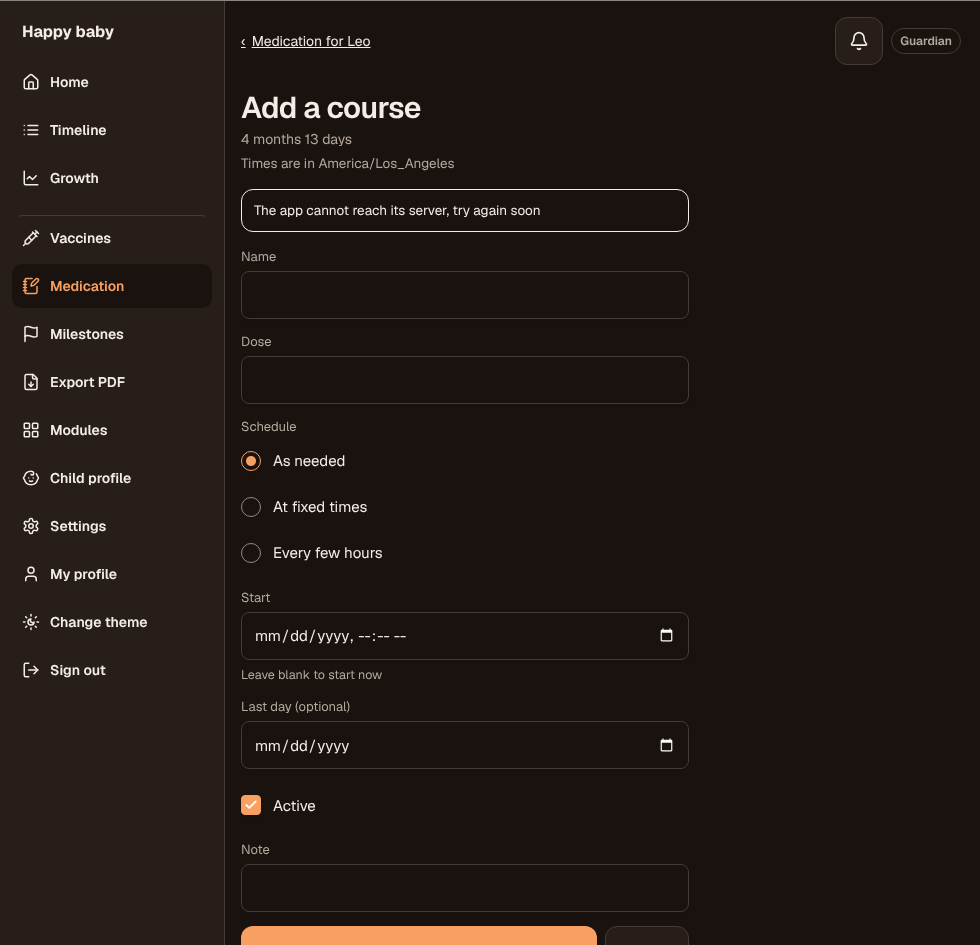 Happy baby
Home
Timeline
Growth
Vaccines
Medication
Milestones
Export PDF
Modules
Child profile
Settings
My profile
Change theme
Sign out
‹ Medication for Leo
Guardian
Add a course
4 months 13 days
Times are in America/Los_Angeles
The app cannot reach its server, try again soon
Name
Dose
Schedule
As needed
At fixed times
Every few hours
Start
mm/dd/yyyy, --:-- --
Leave blank to start now
Last day (optional)
mm/dd/yyyy
Active
Note